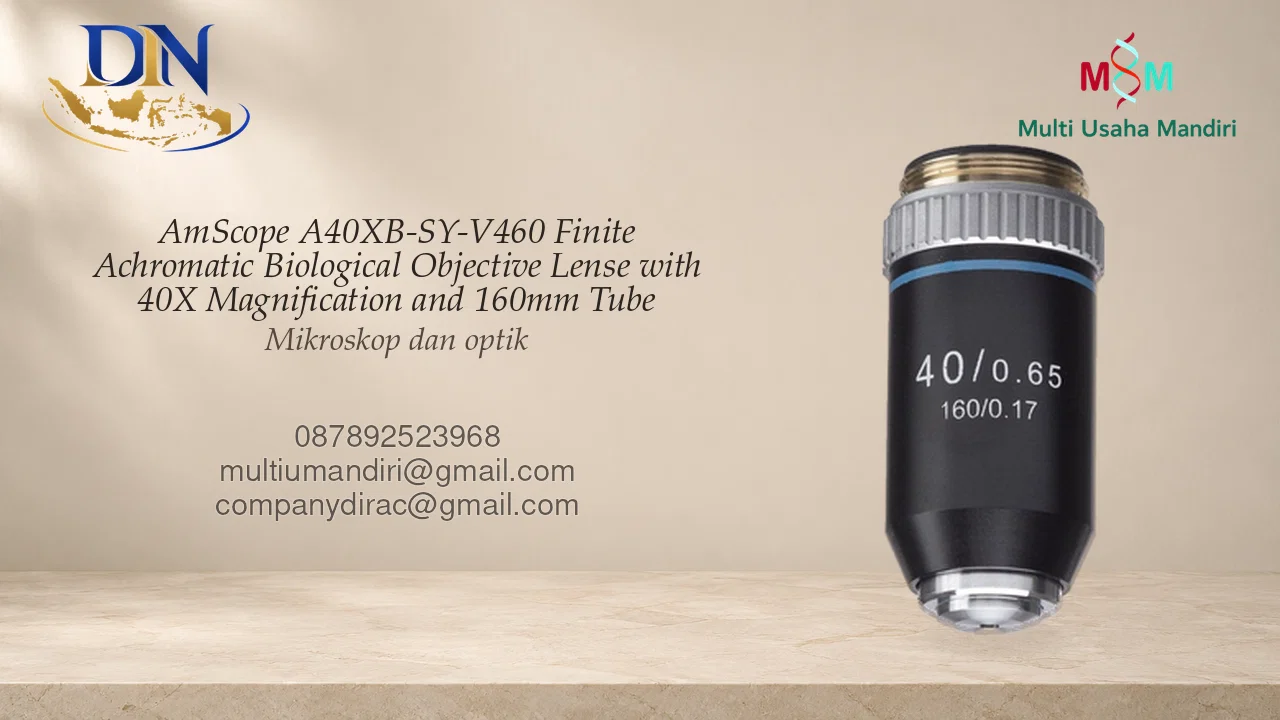 DIN
M M
Multi Usaha Mandiri
AmScope A40XB-SY-V460 Finite
Achromatic Biological Objective Lense with
40X Magnification and 160mm Tube
Mikroskop dan optik
087892523968
multiumandiri@gmail.com
companydirac@gmail.com
40/0.65
160/0.17